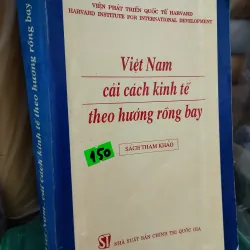 VIỆN PHÁT TRIỂN QUỐC TẾ HARVARD
HARVARD INSTITUTE FOR INTERNATIONAL DEVELOPMENT
Việt Nam
cải cách kinh tế
theo hướng rồng bay
SÁCH THAM KHẢO
150
ST NHÀ XUẤT BẢN CHÍNH TRỊ QUỐC GIA
Việt Nam cải cách kinh tế theo hướng rồng bay